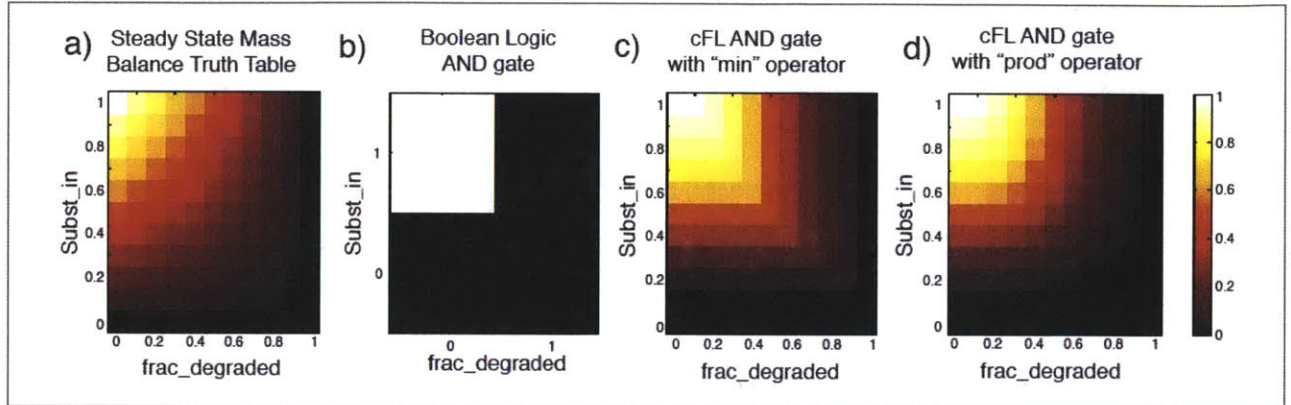 a) Steady State Mass
Balance Truth Table
Subst_in
1
0.8
0.6
0.4
0.2
0
0 0.2 0.4 0.6 0.8 1
frac_degraded
b) Boolean Logic
AND gate
Subst_in
1
0
0 1
frac_degraded
c) cFL AND gate
with “min” operator
Subst_in
1
0.8
0.6
0.4
0.2
0
0 0.2 0.4 0.6 0.8 1
frac_degraded
d) cFL AND gate
with “prod” operator
Subst_in
1
0.8
0.6
0.4
0.2
0
0 0.2 0.4 0.6 0.8 1
frac_degraded
1
0.8
0.6
0.4
0.2
0